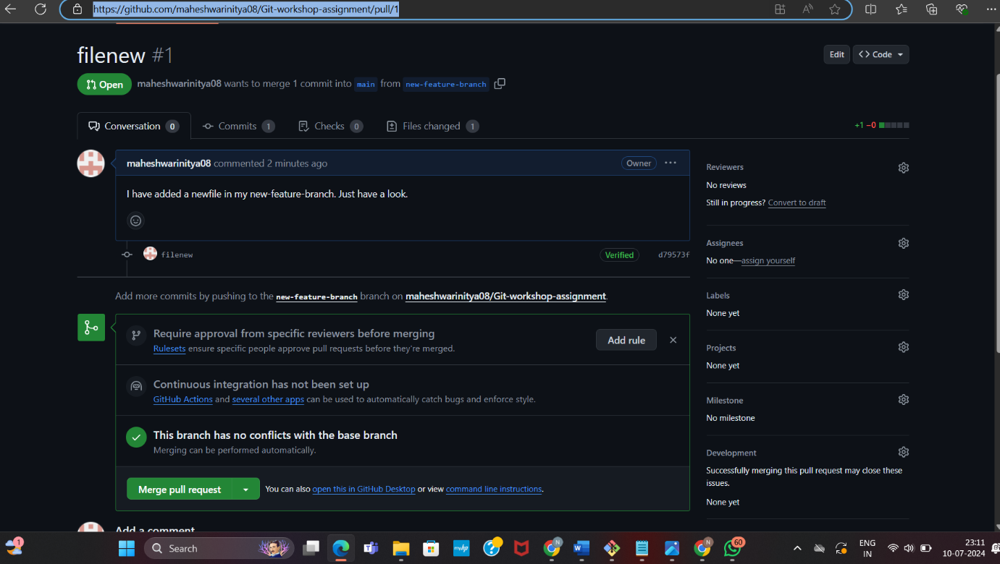 https://github.com/maheshwarinitya08/Git-workshop-assignment/pull/1
filenew #1
Edit
<> Code
Open
maheshwarinitya08 wants to merge 1 commit into main from new-feature-branch
Conversation 0
Commits 1
Checks 0
Files changed 1
+1 −0
maheshwarinitya08 commented 2 minutes ago
Owner
I have added a newfile in my new-feature-branch. Just have a look.
filenew
Verified
d79573f
Add more commits by pushing to the new-feature-branch branch on maheshwarinitya08/Git-workshop-assignment.
Require approval from specific reviewers before merging
Rulesets ensure specific people approve pull requests before they're merged.
Add rule
Continuous integration has not been set up
GitHub Actions and several other apps can be used to automatically catch bugs and enforce style.
This branch has no conflicts with the base branch
Merging can be performed automatically.
Merge pull request
You can also open this in GitHub Desktop or view command line instructions.
Add a comment
Reviewers
No reviews
Still in progress? Convert to draft
Assignees
No one—assign yourself
Labels
None yet
Projects
None yet
Milestone
No milestone
Development
Successfully merging this pull request may close these
issues.
None yet
1
Search
myhp
N
W
N
60
ENG
IN
23:11
10-07-2024